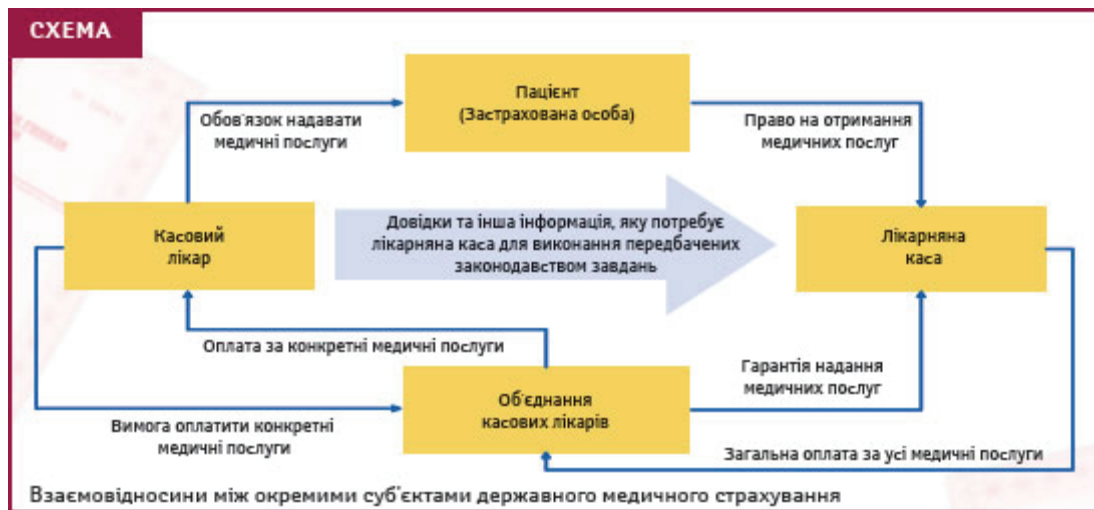 СХЕМА
Пацієнт
(Застрахована особа)
Обов'язок надавати
медичні послуги
Право на отримання
медичних послуг
Касовий
лікар
Довідки та інша інформація, яку потребує
лікарняна каса для виконання передбачених
законодавством завдань
Лікарняна
каса
Оплата за конкретні медичні послуги
Гарантія надання
медичних послуг
Об'єднання
касових лікарів
Вимога оплатити конкретні
медичні послуги
Загальна оплата за усі медичні послуги
Взаємовідносини між окремими суб'єктами державного медичного страхування